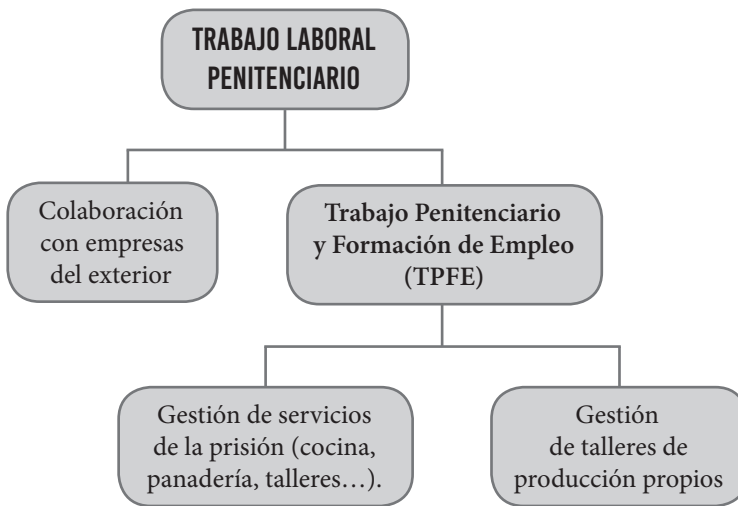 TRABAJO LABORAL
PENITENCIARIO
Colaboración
con empresas
del exterior
Trabajo Penitenciario
y Formación de Empleo
(TPFE)
Gestión de servicios
de la prisión (cocina,
panadería, talleres…).
Gestión
de talleres de
producción propios